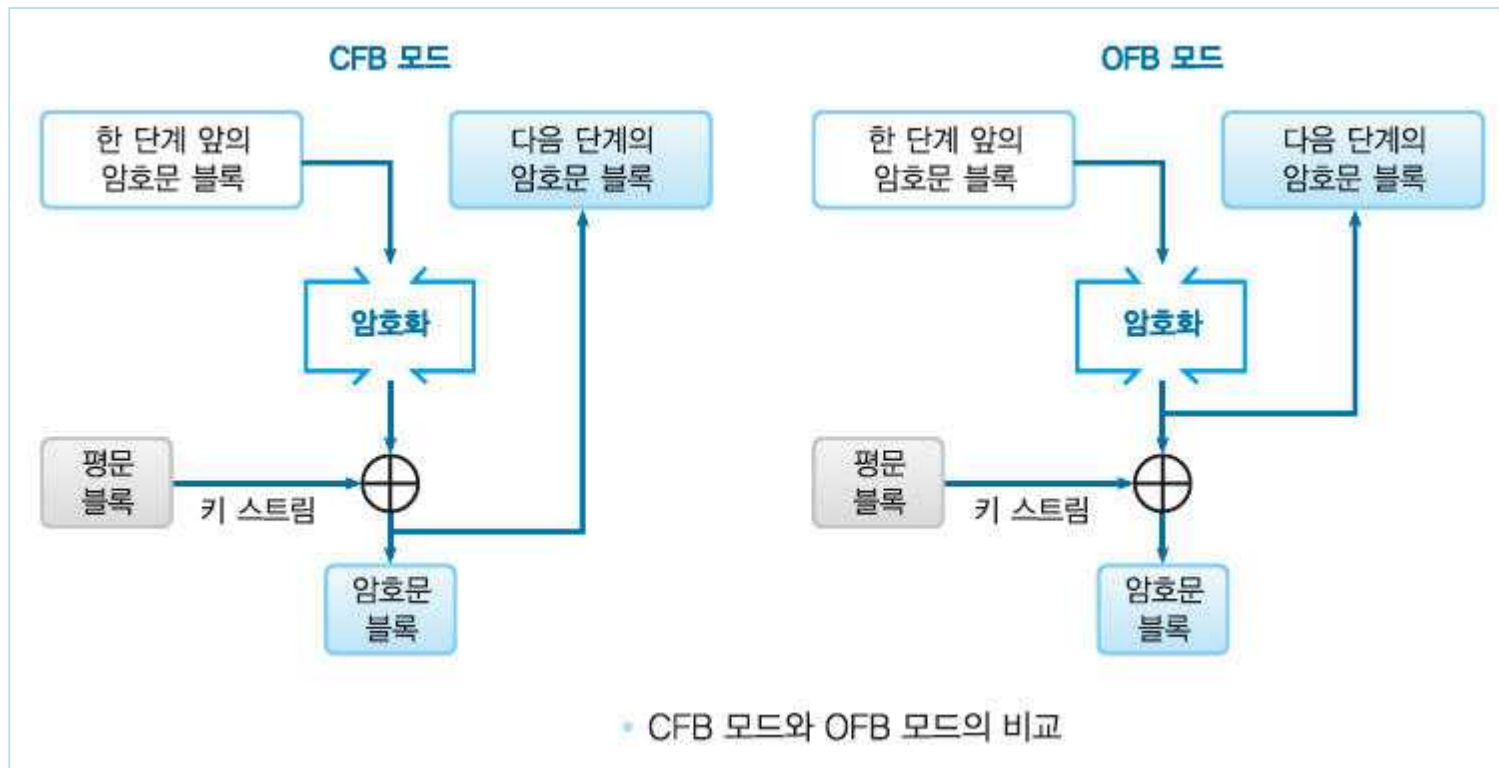 CFB 모드
한 단계 앞의
암호문 블록
다음 단계의
암호문 블록
암호화
평문
블록
키 스트림
암호문
블록
OFB 모드
한 단계 앞의
암호문 블록
다음 단계의
암호문 블록
암호화
평문
블록
키 스트림
암호문
블록
• CFB 모드와 OFB 모드의 비교